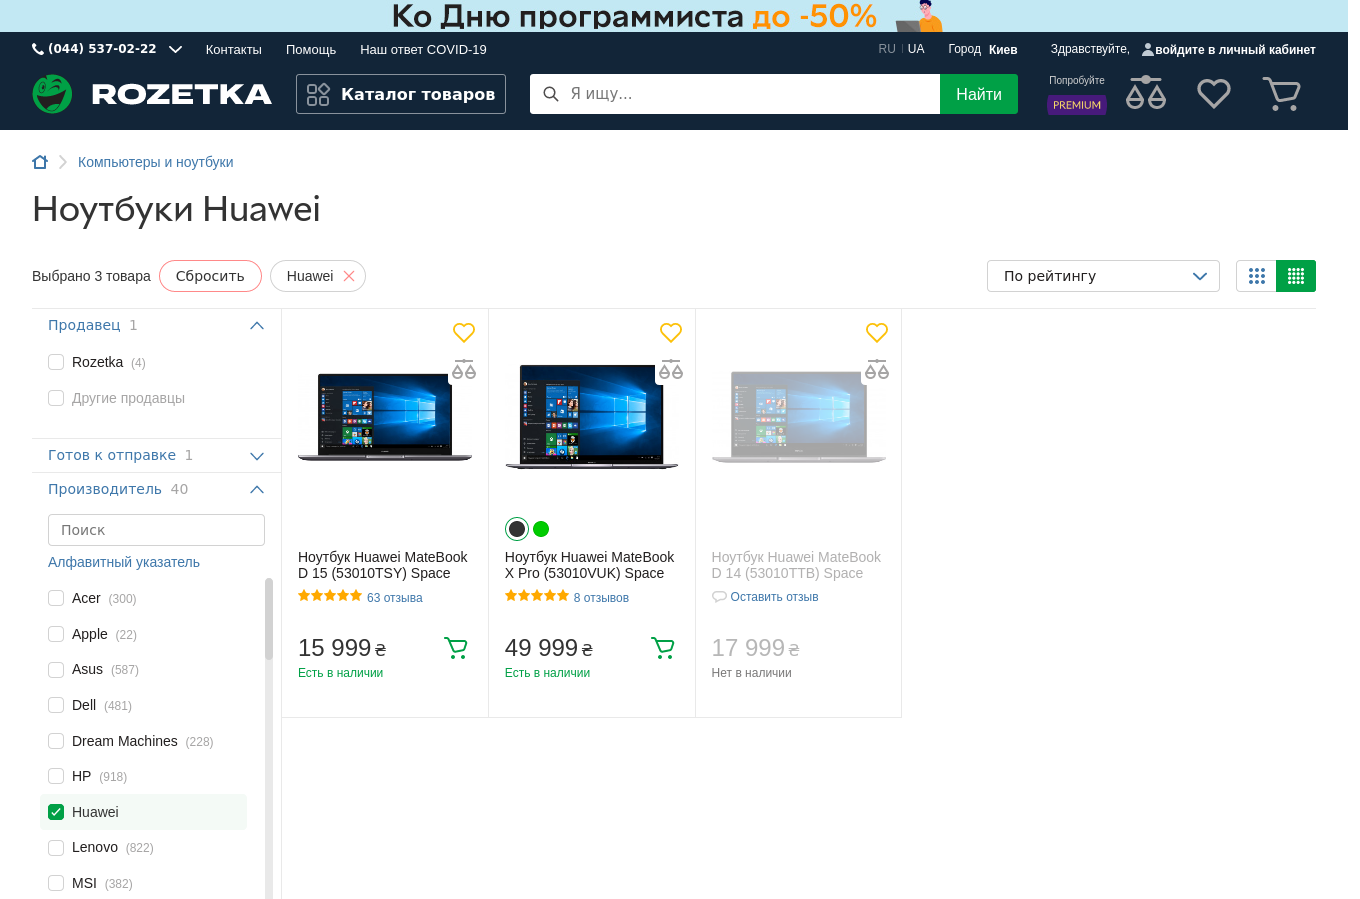 Ко Дню программиста до -50%
(044) 537-02-22 Контакты Помощь Наш ответ COVID-19 RU UA Город Киев Здравствуйте, войдите в личный кабинет
ROZETKA Каталог товаров Я ищу... Найти Попробуйте PREMIUM
Компьютеры и ноутбуки
Ноутбуки Huawei
Выбрано 3 товара Сбросить Huawei По рейтингу
Продавец 1
Rozetka (4)
Другие продавцы
Готов к отправке 1
Производитель 40
Поиск
Алфавитный указатель
Acer (300)
Apple (22)
Asus (587)
Dell (481)
Dream Machines (228)
HP (918)
Huawei
Lenovo (822)
MSI (382)
Ноутбук Huawei MateBook
D 15 (53010TSY) Space
63 отзыва
15 999 ₴
Есть в наличии
Ноутбук Huawei MateBook
X Pro (53010VUK) Space
8 отзывов
49 999 ₴
Есть в наличии
Ноутбук Huawei MateBook
D 14 (53010TTB) Space
Оставить отзыв
17 999 ₴
Нет в наличии